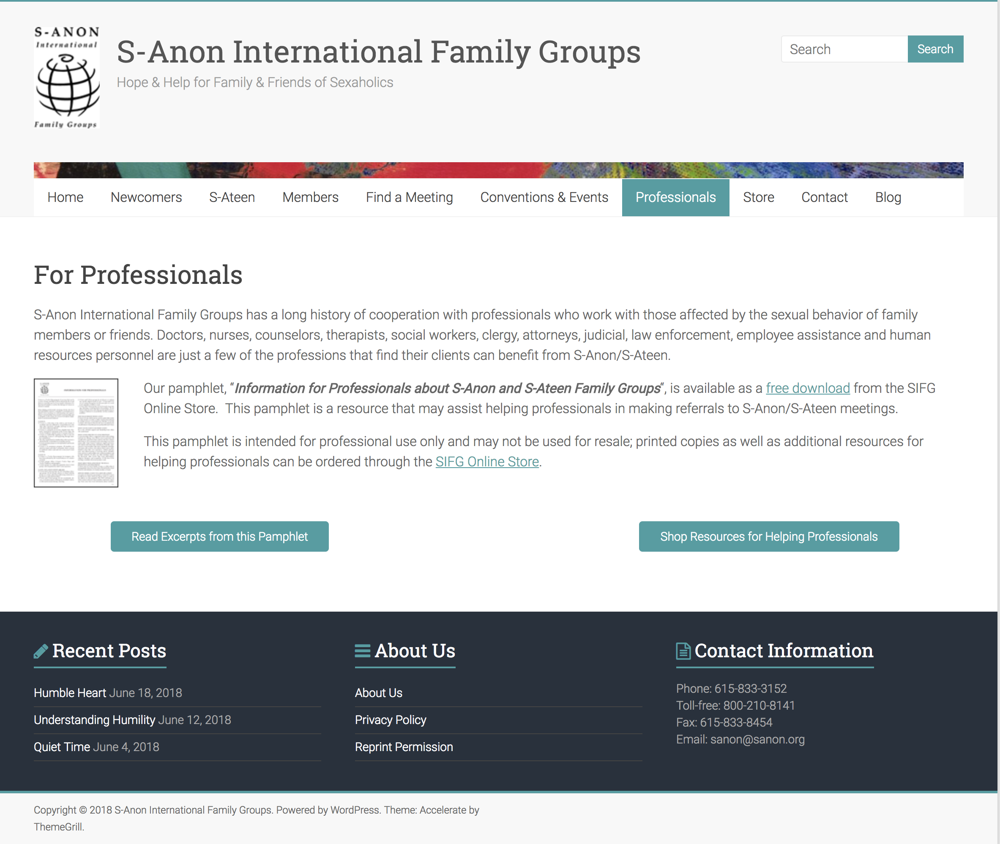 S-ANON
International
Family Groups
S-Anon International Family Groups
Hope & Help for Family & Friends of Sexaholics
Search
Search
Home
Newcomers
S-Ateen
Members
Find a Meeting
Conventions & Events
Professionals
Store
Contact
Blog
For Professionals
S-Anon International Family Groups has a long history of cooperation with professionals who work with those affected by the sexual behavior of family
members or friends. Doctors, nurses, counselors, therapists, social workers, clergy, attorneys, judicial, law enforcement, employee assistance and human
resources personnel are just a few of the professions that find their clients can benefit from S-Anon/S-Ateen.
INFORMATION FOR PROFESSIONALS
Our pamphlet, “Information for Professionals about S-Anon and S-Ateen Family Groups“, is available as a free download from the SIFG
Online Store.  This pamphlet is a resource that may assist helping professionals in making referrals to S-Anon/S-Ateen meetings.
This pamphlet is intended for professional use only and may not be used for resale; printed copies as well as additional resources for
helping professionals can be ordered through the SIFG Online Store.
Read Excerpts from this Pamphlet
Shop Resources for Helping Professionals
Recent Posts
Humble Heart June 18, 2018
Understanding Humility June 12, 2018
Quiet Time June 4, 2018
About Us
About Us
Privacy Policy
Reprint Permission
Contact Information
Phone: 615-833-3152
Toll-free: 800-210-8141
Fax: 615-833-8454
Email: sanon@sanon.org
Copyright © 2018 S-Anon International Family Groups. Powered by WordPress. Theme: Accelerate by
ThemeGrill.